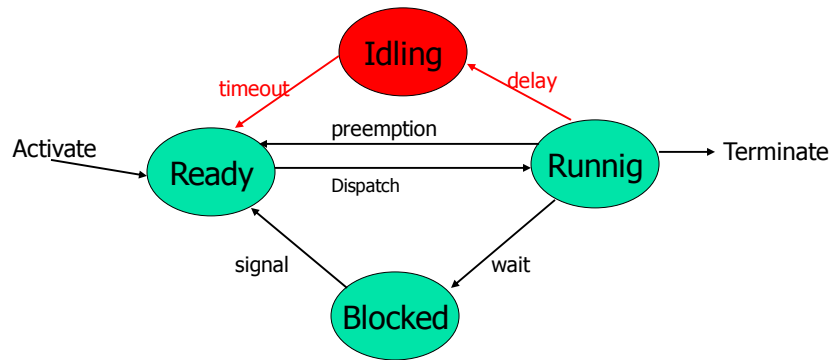 Idling
timeout
delay
preemption
Activate
Ready
Runnig
Terminate
Dispatch
signal
wait
Blocked